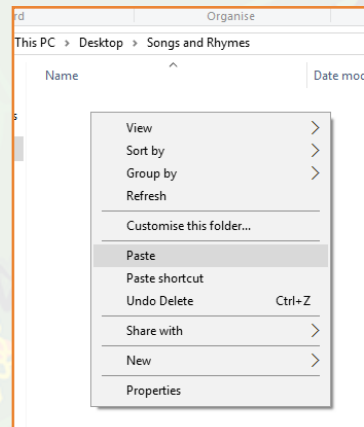 rd Organise
This PC > Desktop > Songs and Rhymes
Name Date mod
s
View
Sort by
Group by
Refresh
Customise this folder...
Paste
Paste shortcut
Undo Delete Ctrl+Z
Share with
New
Properties